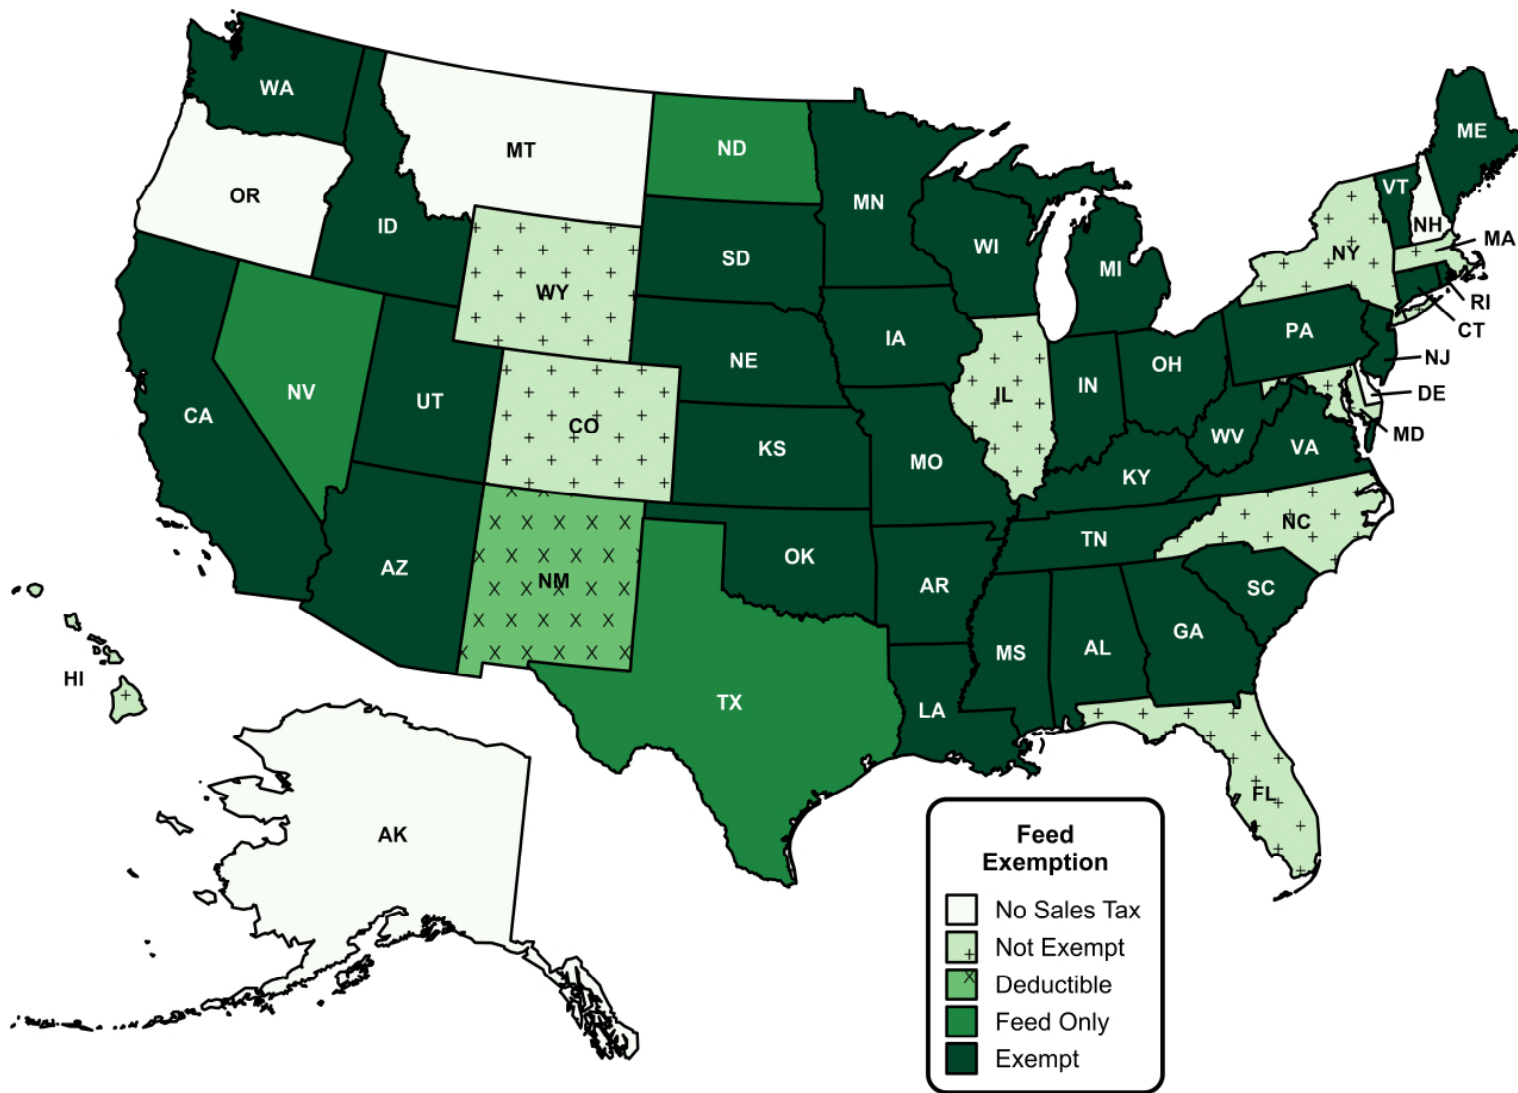 WA
MT
ND
ME
OR
MN
VT
ID
NH
MA
WI
NY
SD
MI
WY
RI
CT
PA
IA
NE
NJ
OH
IN
NV
UT
IL
DE
CA
CO
WV
MD
KS
VA
MO
KY
NC
TN
OK
AZ
NM
AR
SC
GA
AL
MS
HI
TX
LA
FL
AK
Feed
Exemption
No Sales Tax
Not Exempt
Deductible
Feed Only
Exempt